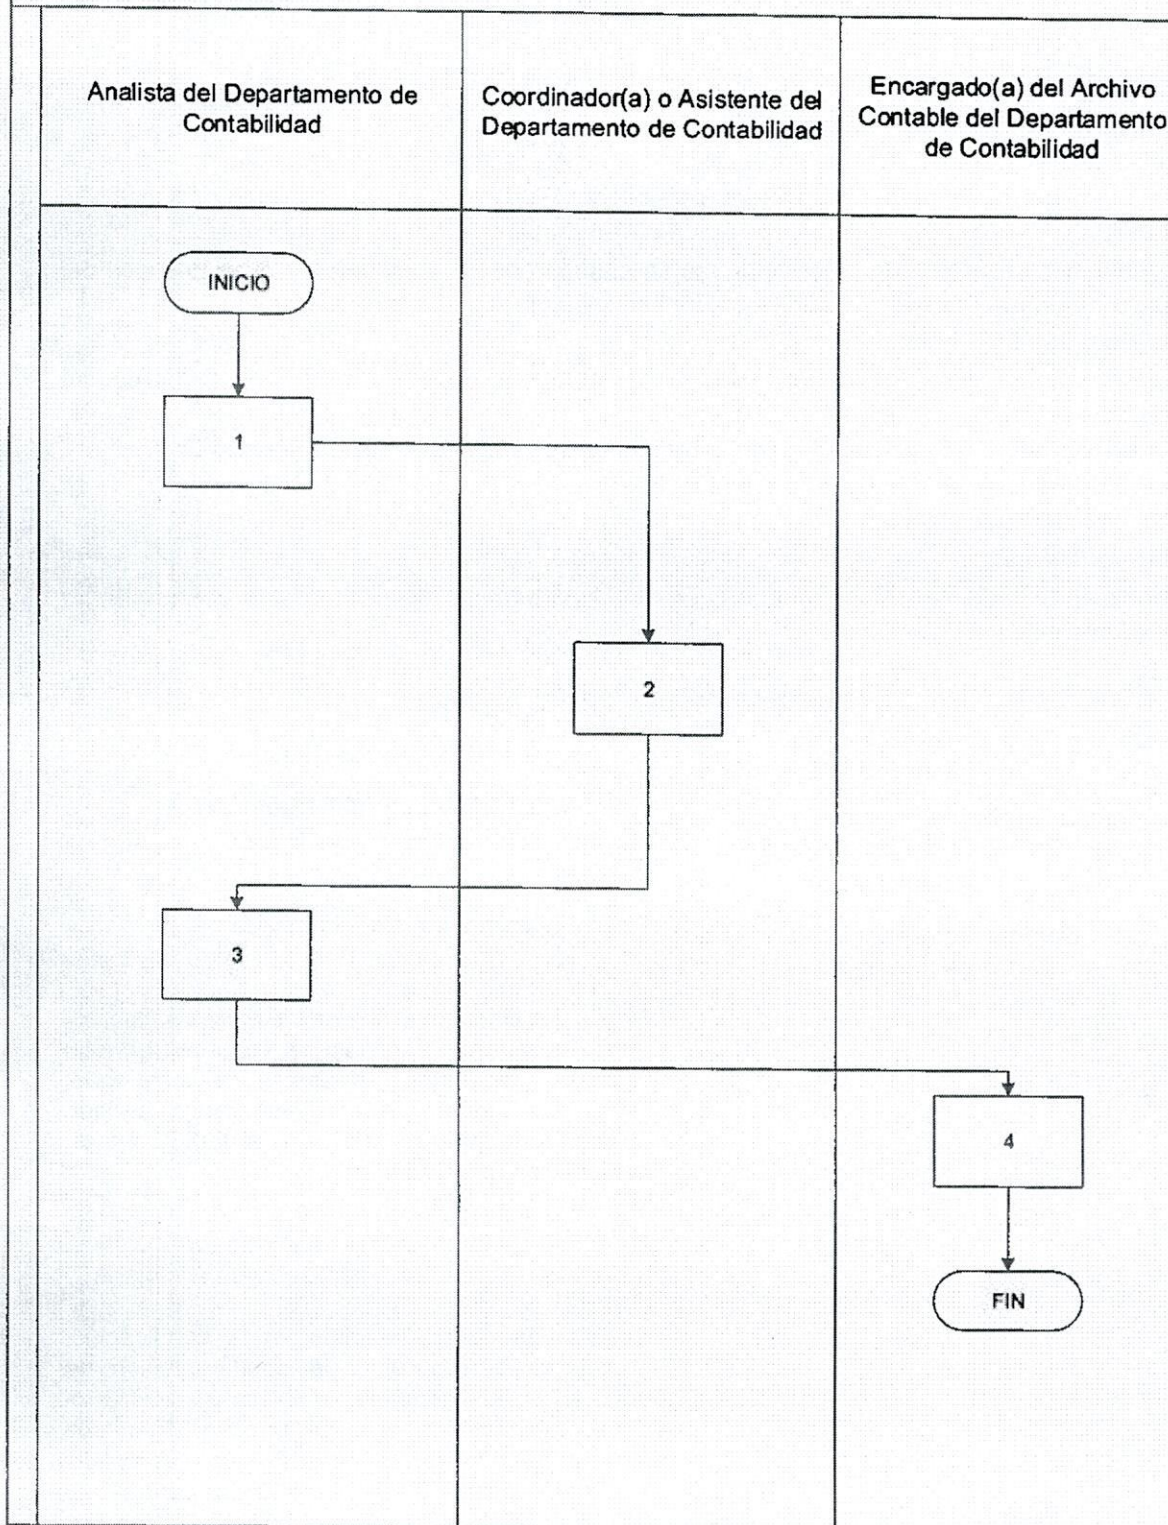 Analista del Departamento de
Contabilidad
Coordinador(a) o Asistente del
Departamento de Contabilidad
Encargado(a) del Archivo
Contable del Departamento
de Contabilidad
INICIO
1
2
3
4
FIN